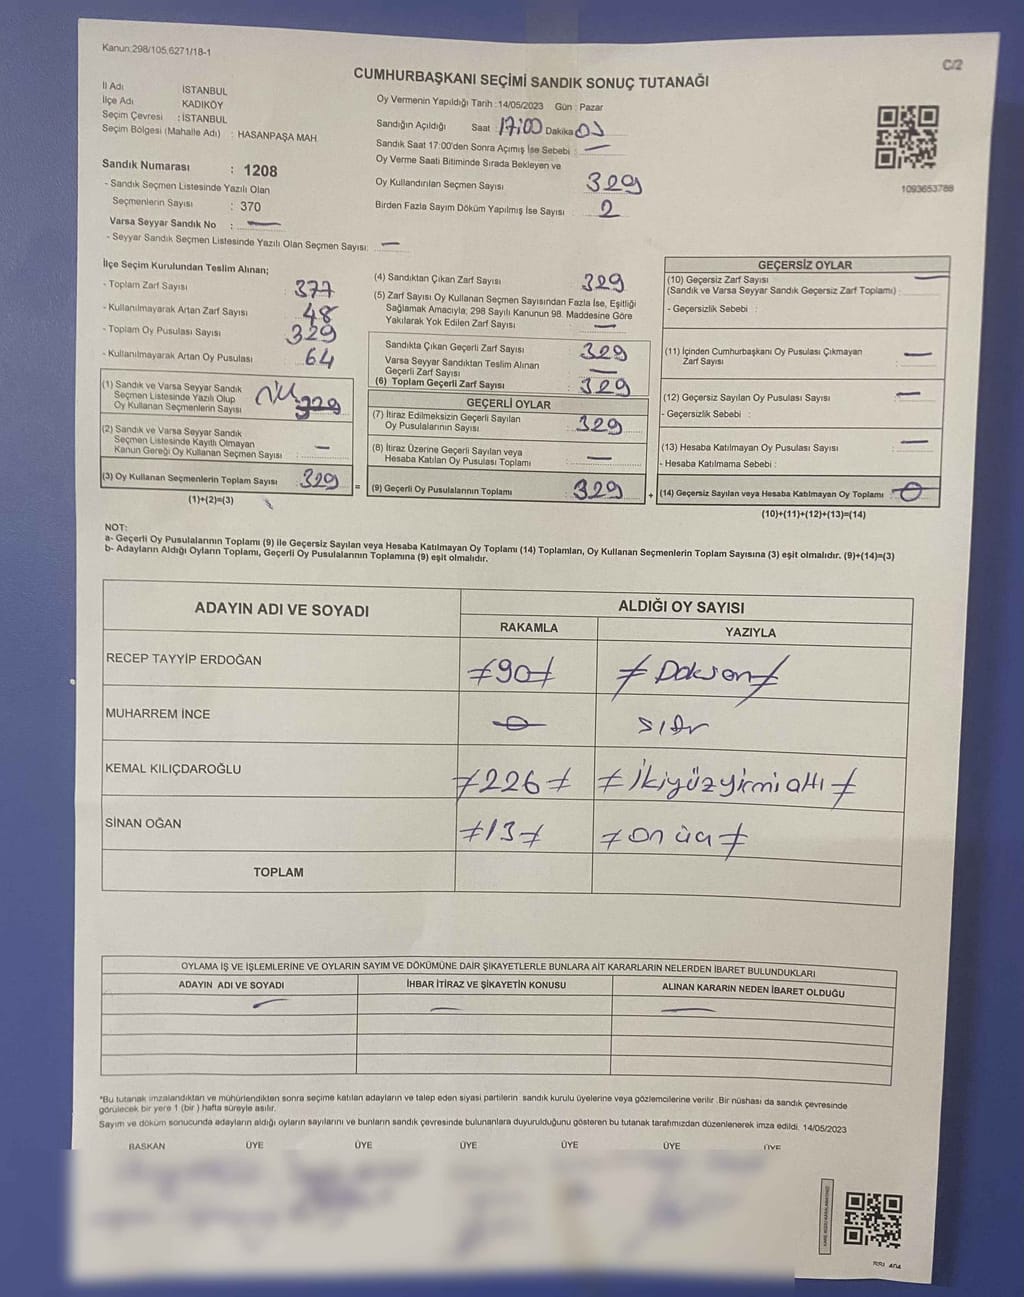 Kanun:298/105,6271/18-1
C/2
CUMHURBAŞKANI SEÇİMİ SANDIK SONUÇ TUTANAĞI
İl Adı İSTANBUL
İlçe Adı KADIKÖY
Seçim Çevresi : İSTANBUL
Seçim Bölgesi (Mahalle Adı) : HASANPAŞA MAH
Sandık Numarası : 1208
- Sandık Seçmen Listesinde Yazılı Olan
Seçmenlerin Sayısı : 370
Varsa Seyyar Sandık No : —
- Seyyar Sandık Seçmen Listesinde Yazılı Olan Seçmen Sayısı: —
Oy Vermenin Yapıldığı Tarih :14/05/2023 Gün : Pazar
Sandığın Açıldığı Saat : 17:00 Dakika
Sandık Saat 17:00'den Sonra Açımış İse Sebebi : —
Oy Verme Saati Bitiminde Sırada Bekleyen ve
Oy Kullandırılan Seçmen Sayısı 329
Birden Fazla Sayım Döküm Yapılmış İse Sayısı : 2
1093653788
İlçe Seçim Kurulundan Teslim Alınan;
- Toplam Zarf Sayısı : 377
- Kullanılmayarak Artan Zarf Sayısı : 48
- Toplam Oy Pusulası Sayısı : 329
- Kullanılmayarak Artan Oy Pusulası : 64
(1) Sandık ve Varsa Seyyar Sandık
Seçmen Listesinde Yazılı Olup
Oy Kullanan Seçmenlerin Sayısı : 329
(2) Sandık ve Varsa Seyyar Sandık
Seçmen Listesinde Kayıtlı Olmayan
Kanun Gereği Oy Kullanan Seçmen Sayısı : —
(3) Oy Kullanan Seçmenlerin Toplam Sayısı : 329
(1)+(2)=(3)
=
(4) Sandıktan Çıkan Zarf Sayısı 329
(5) Zarf Sayısı Oy Kullanan Seçmen Sayısından Fazla İse, Eşitliği
Sağlamak Amacıyla; 298 Sayılı Kanunun 98. Maddesine Göre
Yakılarak Yok Edilen Zarf Sayısı : —
Sandıkta Çıkan Geçerli Zarf Sayısı : 329
Varsa Seyyar Sandıktan Teslim Alınan
Geçerli Zarf Sayısı : —
(6) Toplam Geçerli Zarf Sayısı : 329
GEÇERLİ OYLAR
(7) İtiraz Edilmeksizin Geçerli Sayılan
Oy Pusulalarının Sayısı : 329
(8) İtiraz Üzerine Geçerli Sayılan veya
Hesaba Katılan Oy Pusulası Toplamı : —
(9) Geçerli Oy Pusulalarının Toplamı : 329
+
GEÇERSİZ OYLAR
(10) Geçersiz Zarf Sayısı —
(Sandık ve Varsa Seyyar Sandık Geçersiz Zarf Toplamı) :
- Geçersizlik Sebebi :
(11) İçinden Cumhurbaşkanı Oy Pusulası Çıkmayan
Zarf Sayısı : —
(12) Geçersiz Sayılan Oy Pusulası Sayısı : —
- Geçersizlik Sebebi :
(13) Hesaba Katılmayan Oy Pusulası Sayısı : —
- Hesaba Katılmama Sebebi :
(14) Geçersiz Sayılan veya Hesaba Katılmayan Oy Toplamı : 0
(10)+(11)+(12)+(13)=(14)
NOT:
a- Geçerli Oy Pusulalarının Toplamı (9) ile Geçersiz Sayılan veya Hesaba Katılmayan Oy Toplamı (14) Toplamları, Oy Kullanan Seçmenlerin Toplam Sayısına (3) eşit olmalıdır. (9)+(14)=(3)
b- Adayların Aldığı Oyların Toplamı, Geçerli Oy Pusulalarının Toplamına (9) eşit olmalıdır.
ADAYIN ADI VE SOYADI ALDIĞI OY SAYISI
RAKAMLA YAZIYLA
RECEP TAYYİP ERDOĞAN ≠90≠ ≠ Doksan ≠
MUHARREM İNCE 0 sıfır
KEMAL KILIÇDAROĞLU ≠226≠ ≠ ikiyüzyirmialtı ≠
SİNAN OĞAN ≠13≠ ≠ on üç ≠
TOPLAM
OYLAMA İŞ VE İŞLEMLERİNE VE OYLARIN SAYIM VE DÖKÜMÜNE DAİR ŞİKAYETLERLE BUNLARA AİT KARARLARIN NELERDEN İBARET BULUNDUKLARI
ADAYIN ADI VE SOYADI İHBAR İTİRAZ VE ŞİKAYETİN KONUSU ALINAN KARARIN NEDEN İBARET OLDUĞU
— — —
*Bu tutanak imzalandıktan ve mühürlendikten sonra seçime katılan adayların ve talep eden siyasi partilerin sandık kurulu üyelerine veya gözlemcilerine verilir .Bir nüshası da sandık çevresinde
görülecek bir yere 1 (bir ) hafta süreyle asılır.
Sayım ve döküm sonucunda adayların aldığı oyların sayılarını ve bunların sandık çevresinde bulunanlara duyurulduğunu gösteren bu tutanak tarafımızdan düzenlenerek imza edildi. 14/05/2023
BAŞKAN ÜYE ÜYE ÜYE ÜYE ÜYE ÜYE